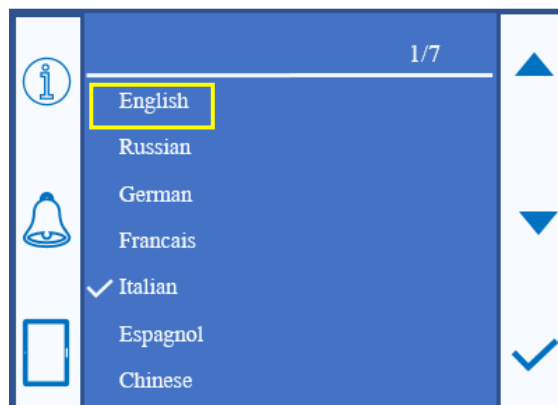 1/7
English
Russian
German
Francais
Italian
Espagnol
Chinese